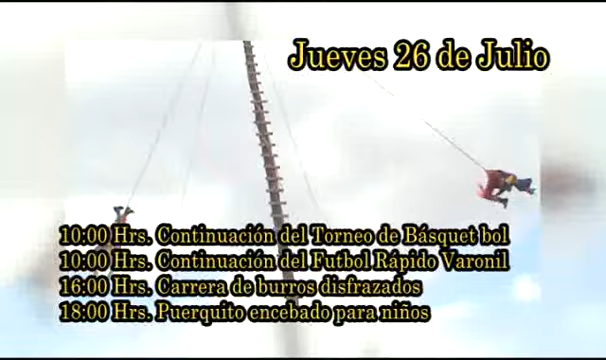 Jueves 26 de Julio
10:00 Hrs. Continuación del Torneo de Básquet bol
10:00 Hrs. Continuación del Futbol Rápido Varonil
16:00 Hrs. Carrera de burros disfrazados
18:00 Hrs. Puerquito encebado para niños